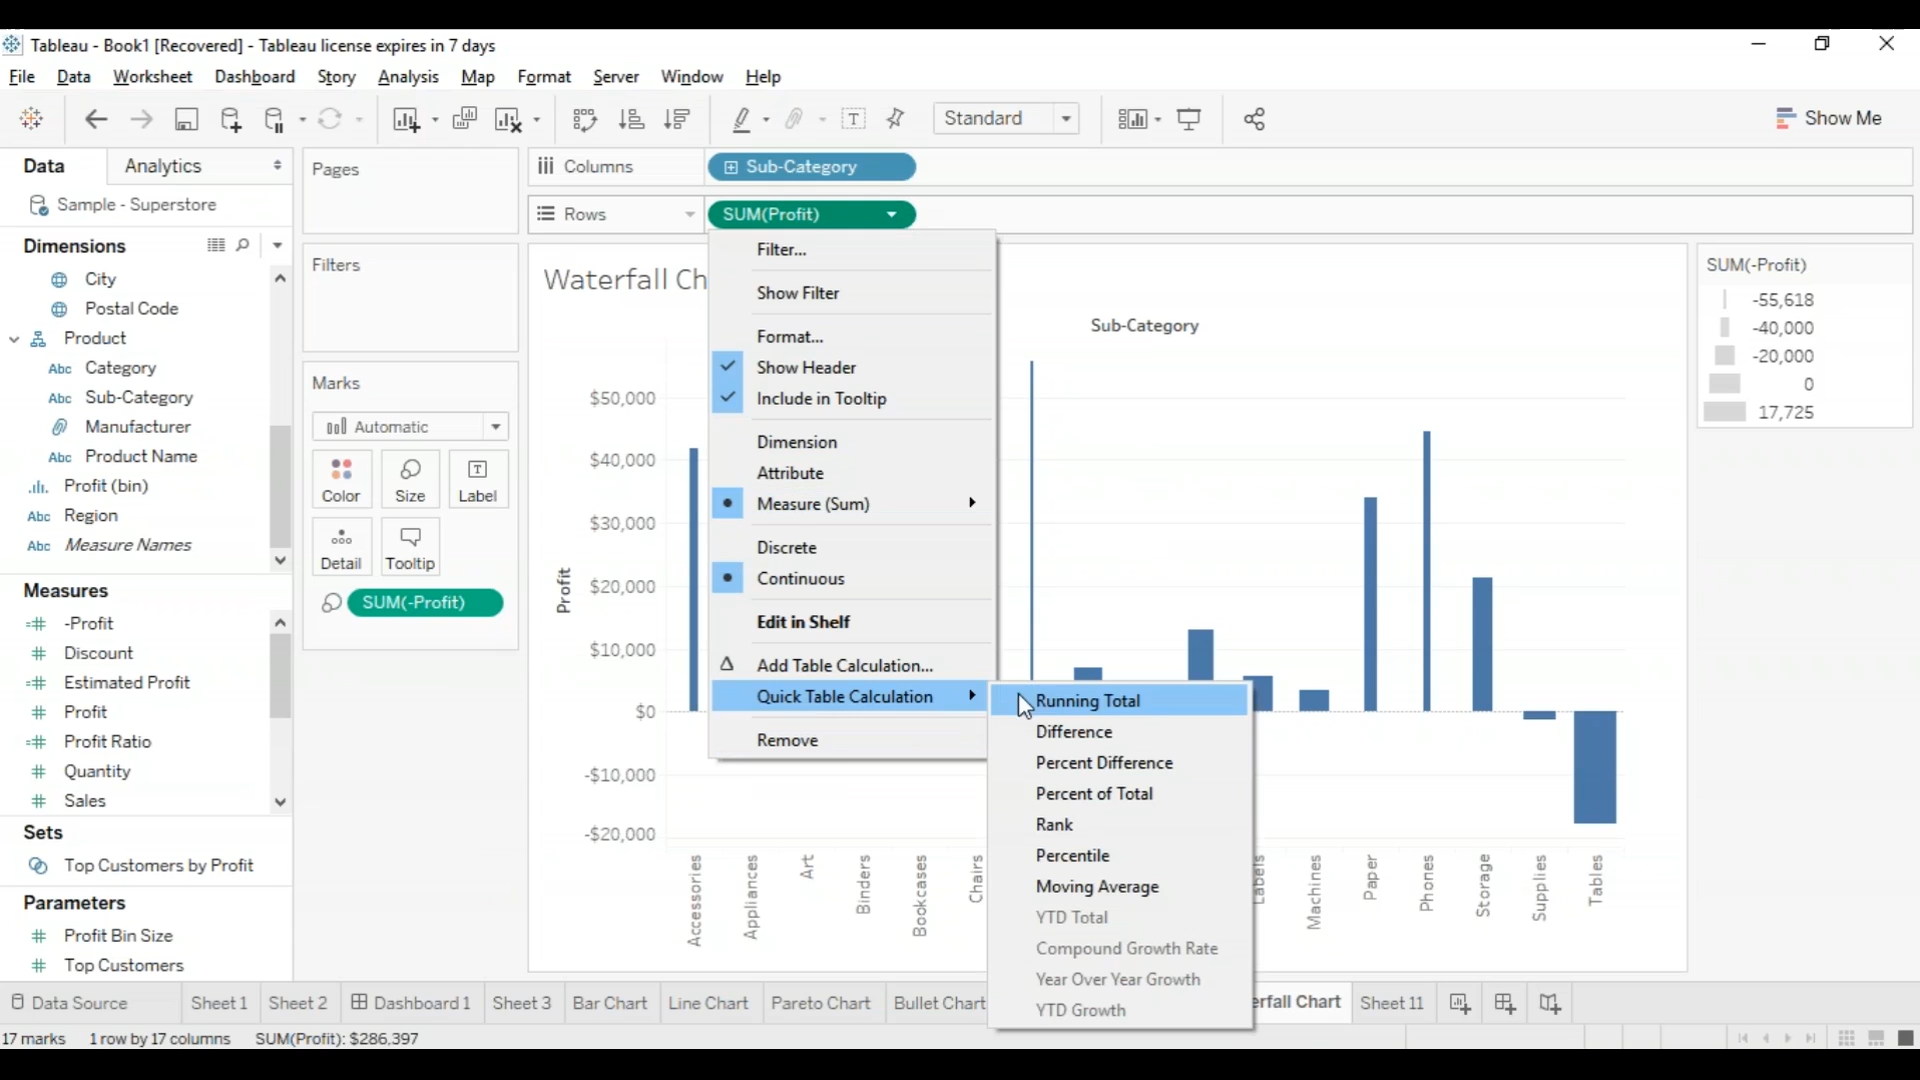 Tableau - Book1 [Recovered] - Tableau license expires in 7 days
File Data Worksheet Dashboard Story Analysis Map Format Server Window Help
Standard
Show Me
Data
Analytics
Sample - Superstore
Dimensions
City
Postal Code
Product
Abc Category
Abc Sub-Category
Manufacturer
Abc Product Name
Profit (bin)
Abc Region
Abc Measure Names
Measures
-Profit
Discount
Estimated Profit
Profit
Profit Ratio
Quantity
Sales
Sets
Top Customers by Profit
Parameters
Profit Bin Size
Top Customers
Pages
Filters
Marks
Automatic
Color Size Label
Detail Tooltip
SUM(-Profit)
Columns Sub-Category
Rows SUM(Profit)
Waterfall Ch
Sub-Category
Profit
$50,000
$40,000
$30,000
$20,000
$10,000
$0
-$10,000
-$20,000
Accessories
Appliances
Art
Binders
Bookcases
Chairs
Labels
Machines
Paper
Phones
Storage
Supplies
Tables
Filter...
Show Filter
Format...
Show Header
Include in Tooltip
Dimension
Attribute
Measure (Sum)
Discrete
Continuous
Edit in Shelf
Add Table Calculation...
Quick Table Calculation
Remove
Running Total
Difference
Percent Difference
Percent of Total
Rank
Percentile
Moving Average
YTD Total
Compound Growth Rate
Year Over Year Growth
YTD Growth
SUM(-Profit)
-55,618
-40,000
-20,000
0
17,725
Data Source Sheet 1 Sheet 2 Dashboard 1 Sheet 3 Bar Chart Line Chart Pareto Chart Bullet Chart erfall Chart Sheet 11
17 marks 1 row by 17 columns SUM(Profit): $286,397